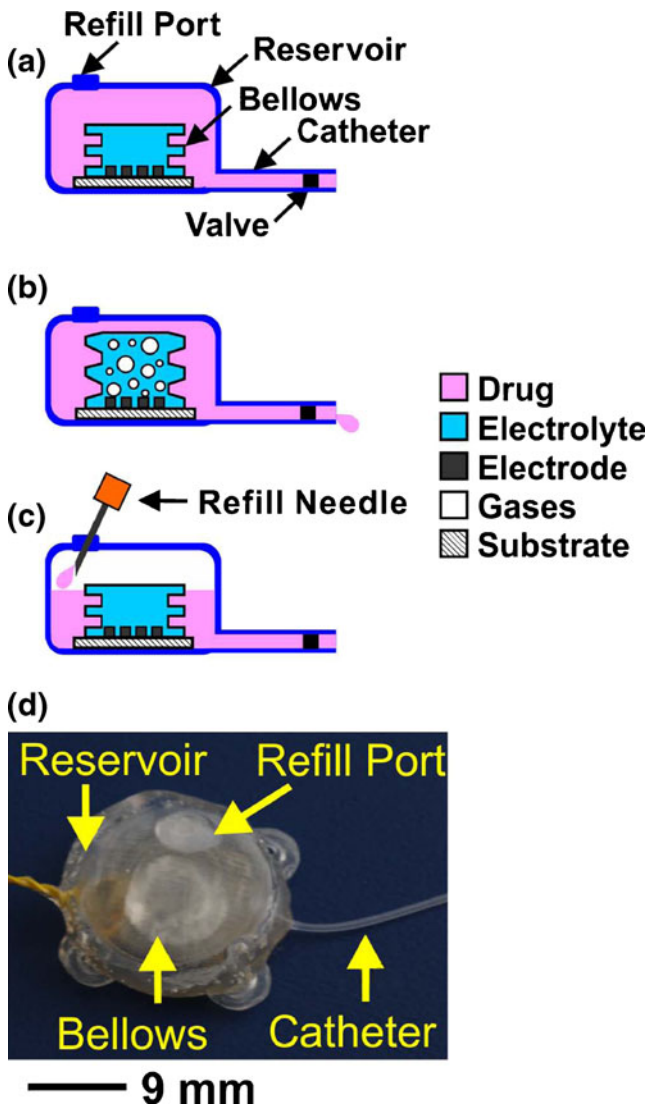 Refill Port
(a)
Reservoir
Bellows
Catheter
Valve
(b)
Drug
Electrolyte
Electrode
Gases
Substrate
Refill Needle
(c)
(d)
Reservoir
Refill Port
Bellows
Catheter
9 mm